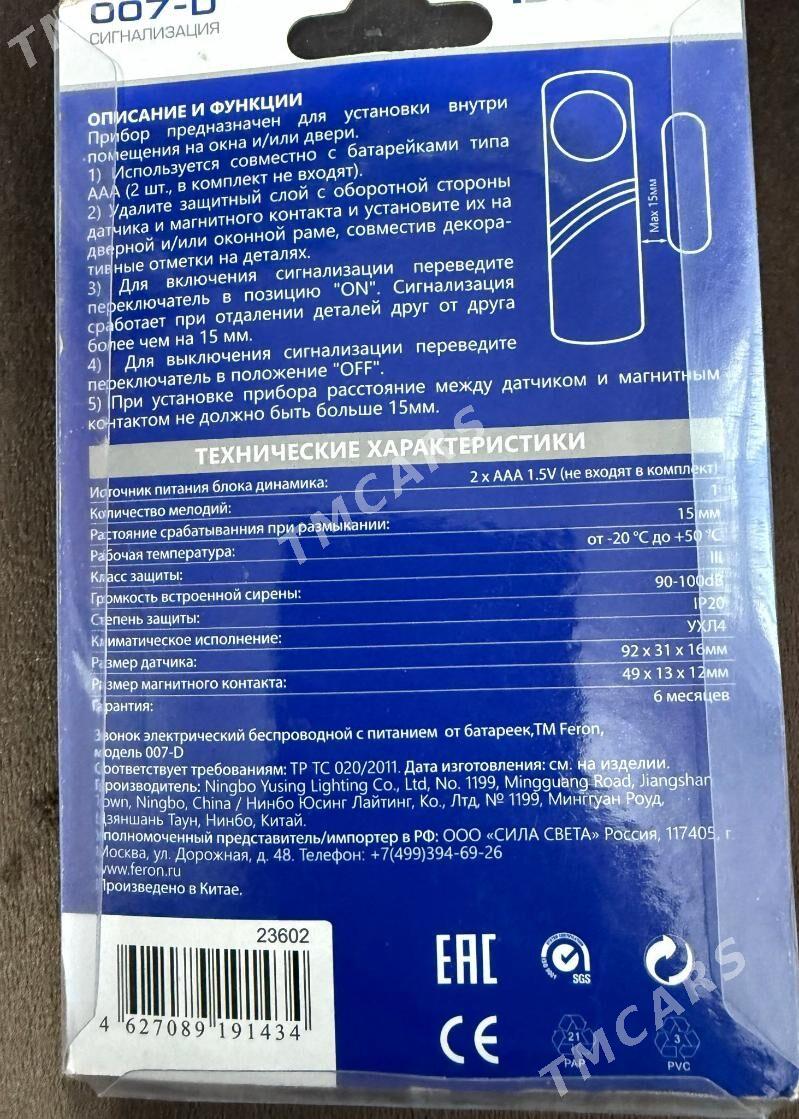 007-D
СИГНАЛИЗАЦИЯ
ОПИСАНИЕ И ФУНКЦИИ
Прибор предназначен для установки внутри
помещения на окна и/или двери.
1) Используется совместно с батарейками типа
ААА (2 шт., в комплект не входят).
2) Удалите защитный слой с оборотной стороны
датчика и магнитного контакта и установите их на
дверной и/или оконной раме, совместив декора-
тивные отметки на деталях.
3) Для включения сигнализации переведите
переключатель в позицию "ON". Сигнализация
сработает при отдалении деталей друг от друга
более чем на 15 мм.
4) Для выключения сигнализации переведите
переключатель в положение "OFF".
5) При установке прибора расстояние между датчиком и магнитным
контактом не должно быть больше 15мм.
Max 15мм
ТЕХНИЧЕСКИЕ ХАРАКТЕРИСТИКИ
Источник питания блока динамика: 2 x AAA 1.5V (не входят в комплект)
Количество мелодий: 1
Растояние срабатыванния при размыкании: 15 мм
Рабочая температура: от -20 °C до +50 °C
Класс защиты: III
Громкость встроенной сирены: 90-100дB
Степень защиты: IP20
Климатическое исполнение: УХЛ4
Размер датчика: 92 x 31 x 16мм
Размер магнитного контакта: 49 x 13 x 12мм
Гарантия: 6 месяцев
Звонок электрический беспроводной с питанием от батареек,ТМ Feron,
модель 007-D
Соответствует требованиям: ТР ТС 020/2011. Дата изготовления: см. на изделии.
Производитель: Ningbo Yusing Lighting Co., Ltd, No. 1199, Mingguang Road, Jiangshan
Town, Ningbo, China / Нинбо Юсинг Лайтинг, Ко., Лтд, № 1199, Мингуан Роуд,
Цзяншань Таун, Нинбо, Китай.
Уполномоченный представитель/импортер в РФ: ООО «СИЛА СВЕТА» Россия, 117405, г.
Москва, ул. Дорожная, д. 48. Телефон: +7(499)394-69-26
www.feron.ru
Произведено в Китае.
23602
4 627089 191434
EAC
SGS
CE
21
PAP
3
PVC
TMCARS
TMCARS
TMCARS